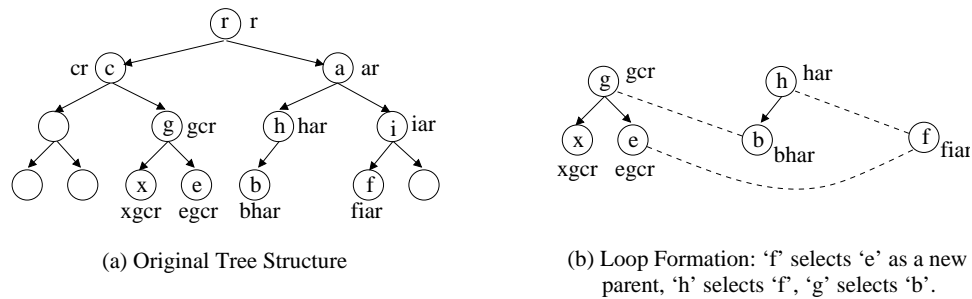 r r
cr c a ar
g gcr h har i iar
x e b f
xgcr egcr bhar fiar
(a) Original Tree Structure
g gcr h har
x e b f
xgcr egcr bhar fiar
(b) Loop Formation: ‘f’ selects ‘e’ as a new
parent, ‘h’ selects ‘f’, ‘g’ selects ‘b’.